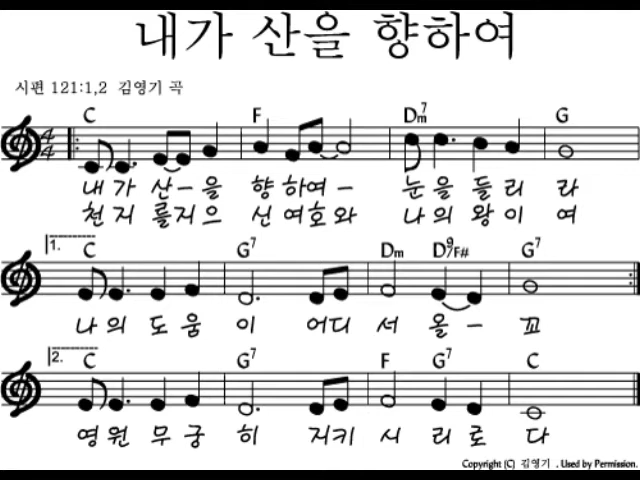 내가 산을 향하여
시편 121:1,2 김영기 곡
C F Dm7 G
4/4
내 가 산-을 향 하여- 눈을 들 리 라
천 지 를지으 신 여호와 나의 왕이 여
1. C G7 Dm D9/F# G7
나의 도 움 이 어디 서 올- 꼬
2. C G7 F G7 C
영원 무 궁 히 지키 시 리로 다
Copyright (C) 김영기 . Used by Permission.